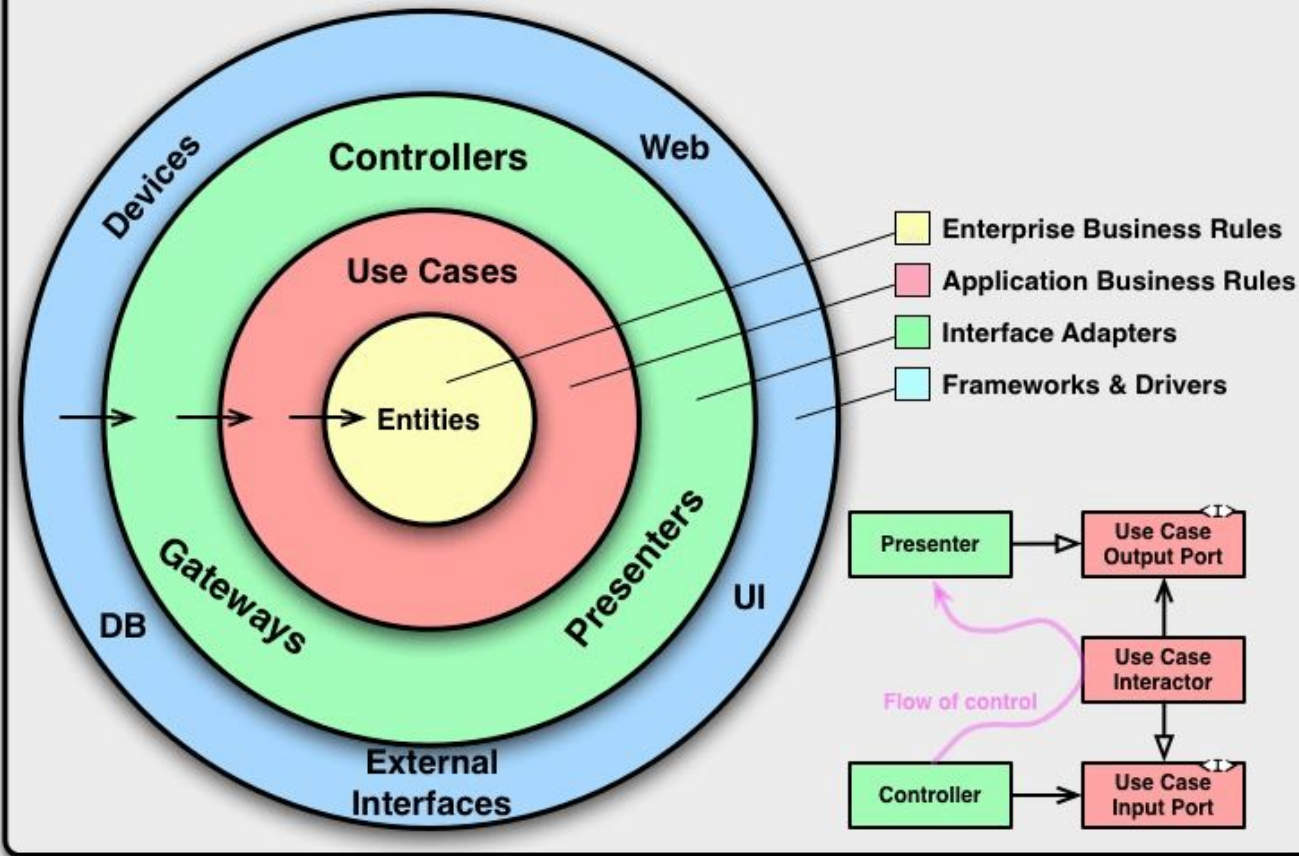 Devices
Web
Controllers
Use Cases
Entities
Gateways
Presenters
DB
UI
External
Interfaces
Enterprise Business Rules
Application Business Rules
Interface Adapters
Frameworks & Drivers
Presenter
<I>
Use Case
Output Port
Use Case
Interactor
Flow of control
Controller
<I>
Use Case
Input Port